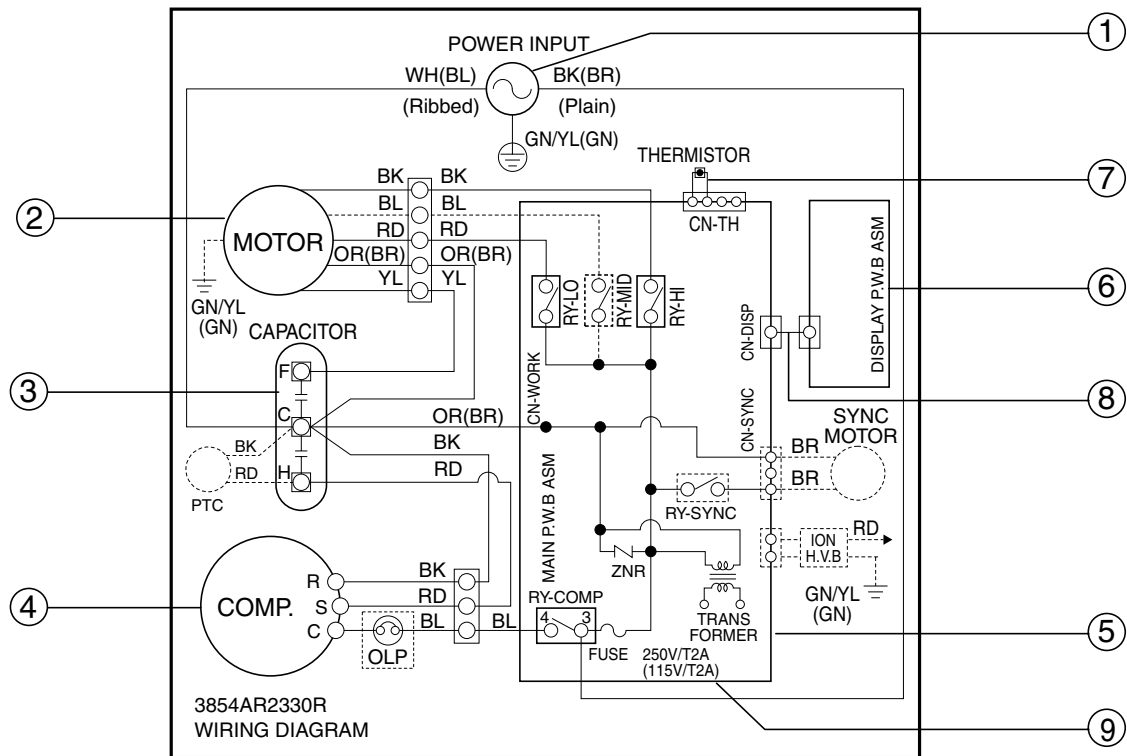 POWER INPUT
WH(BL)
BK(BR)
(Ribbed)
(Plain)
GN/YL(GN)
1
THERMISTOR
7
CN-TH
2
MOTOR
BK
BK
BL
BL
RD
RD
OR(BR)
OR(BR)
YL
YL
GN/YL
(GN)
RY-LO
RY-MID
RY-HI
DISPLAY P.W.B ASM
6
CN-DISP
8
CAPACITOR
3
F
C
H
BK
RD
PTC
CN-WORK
OR(BR)
BK
RD
CN-SYNC
SYNC
MOTOR
BR
BR
RY-SYNC
MAIN P.W.B ASM
ZNR
TRANS
FORMER
ION
H.V.B
RD
GN/YL
(GN)
5
4
COMP.
R
S
C
BK
RD
BL
BL
OLP
RY-COMP
4
3
FUSE
250V/T2A
(115V/T2A)
9
3854AR2330R
WIRING DIAGRAM